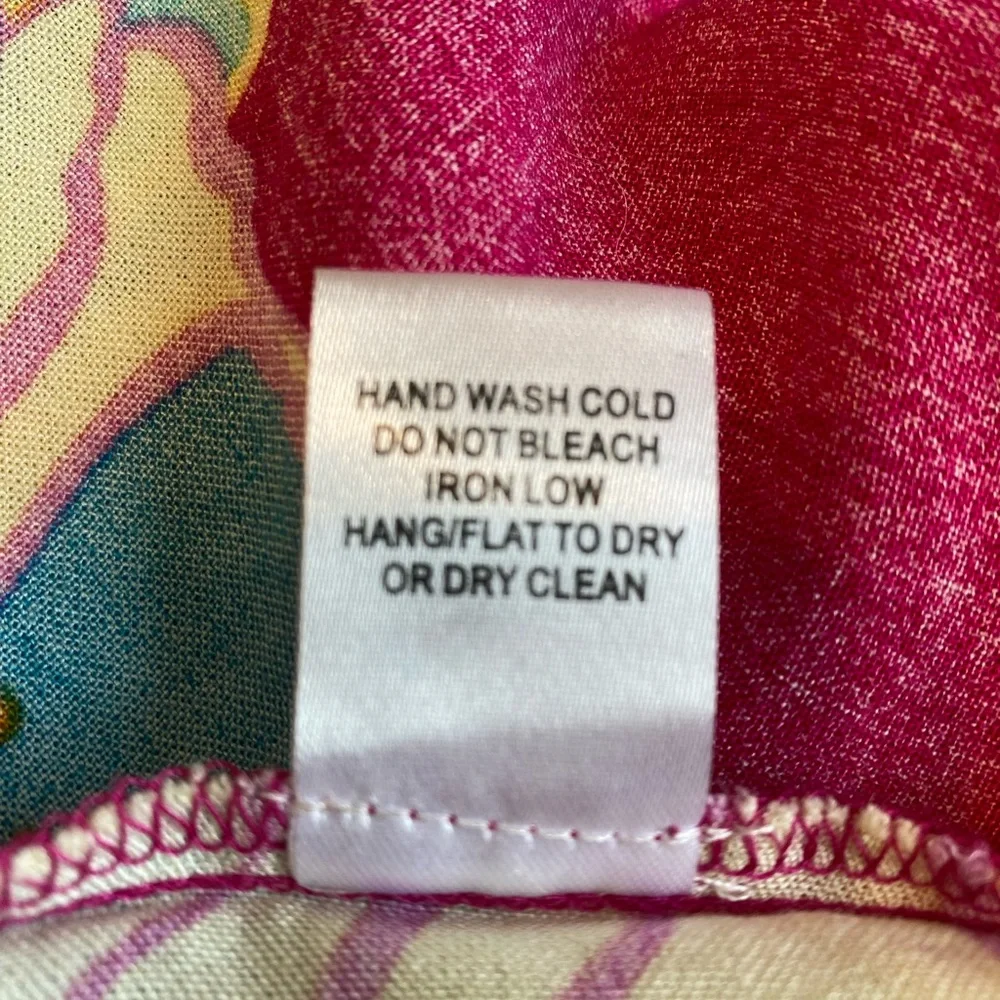 HAND WASH COLD
DO NOT BLEACH
IRON LOW
HANG/FLAT TO DRY
OR DRY CLEAN